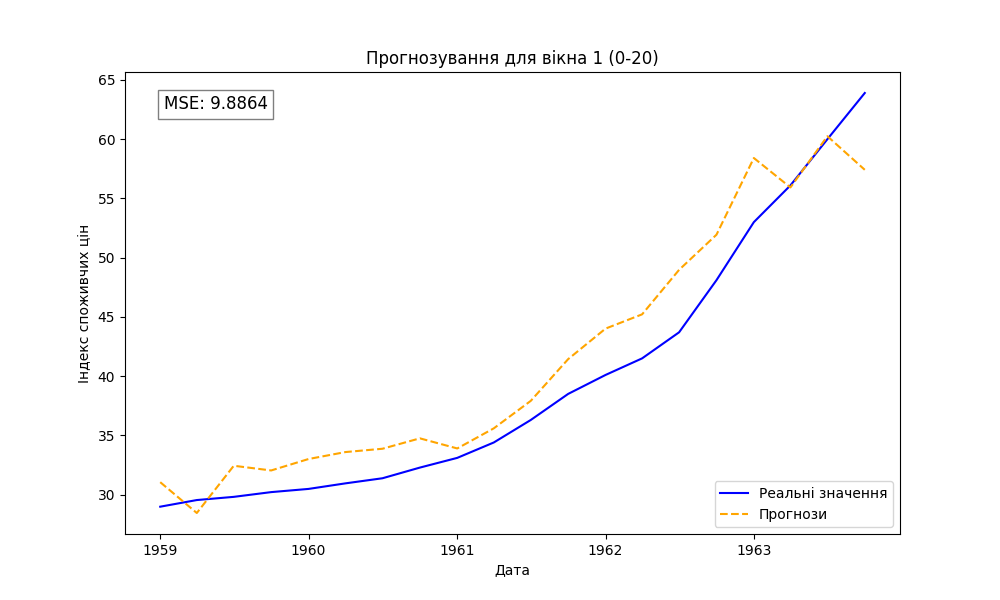 Прогнозування для вікна 1 (0-20)
MSE: 9.8864
Індекс споживчих цін
65
60
55
50
45
40
35
30
Реальні значення
Прогнози
1959
1960
1961
1962
1963
Дата